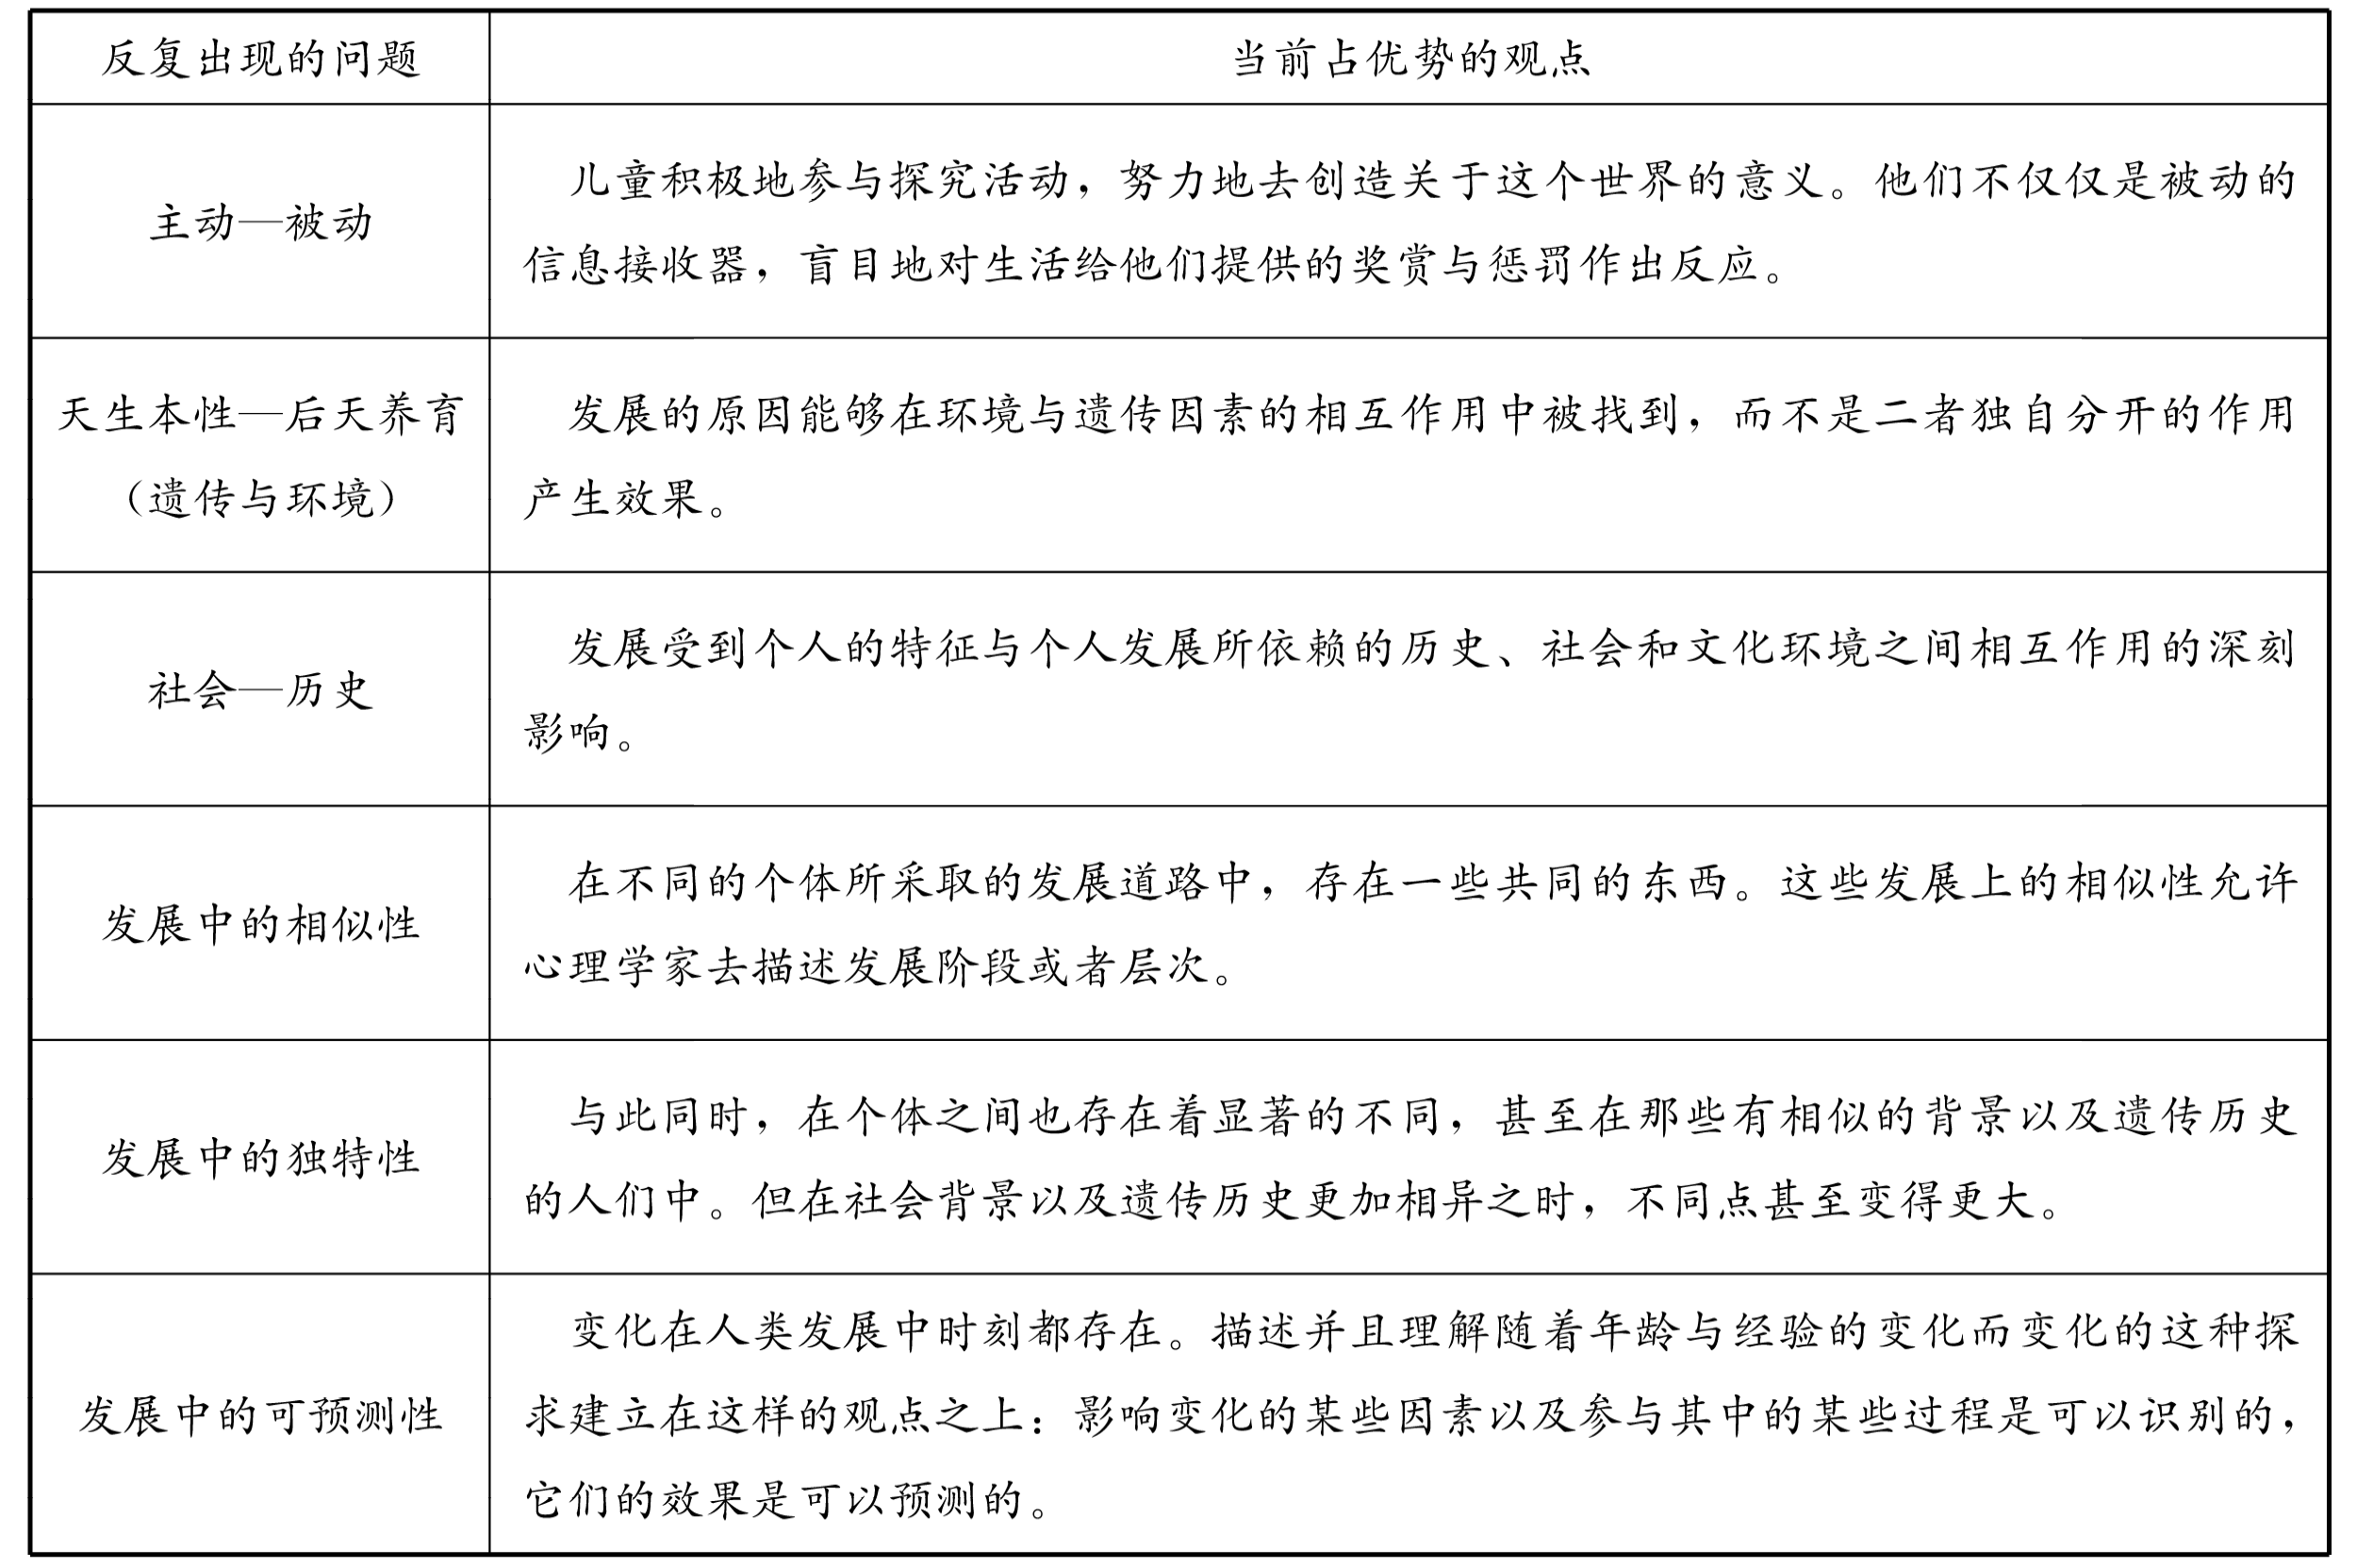 反复出现的问题
当前占优势的观点
主动—被动
儿童积极地参与探究活动，努力地去创造关于这个世界的意义。他们不仅仅是被动的
信息接收器，盲目地对生活给他们提供的奖赏与惩罚作出反应。
天生本性—后天养育
（遗传与环境）
发展的原因能够在环境与遗传因素的相互作用中被找到，而不是二者独自分开的作用
产生效果。
社会—历史
发展受到个人的特征与个人发展所依赖的历史、社会和文化环境之间相互作用的深刻
影响。
发展中的相似性
在不同的个体所采取的发展道路中，存在一些共同的东西。这些发展上的相似性允许
心理学家去描述发展阶段或者层次。
发展中的独特性
与此同时，在个体之间也存在着显著的不同，甚至在那些有相似的背景以及遗传历史
的人们中。但在社会背景以及遗传历史更加相异之时，不同点甚至变得更大。
发展中的可预测性
变化在人类发展中时刻都存在。描述并且理解随着年龄与经验的变化而变化的这种探
求建立在这样的观点之上：影响变化的某些因素以及参与其中的某些过程是可以识别的，
它们的效果是可以预测的。